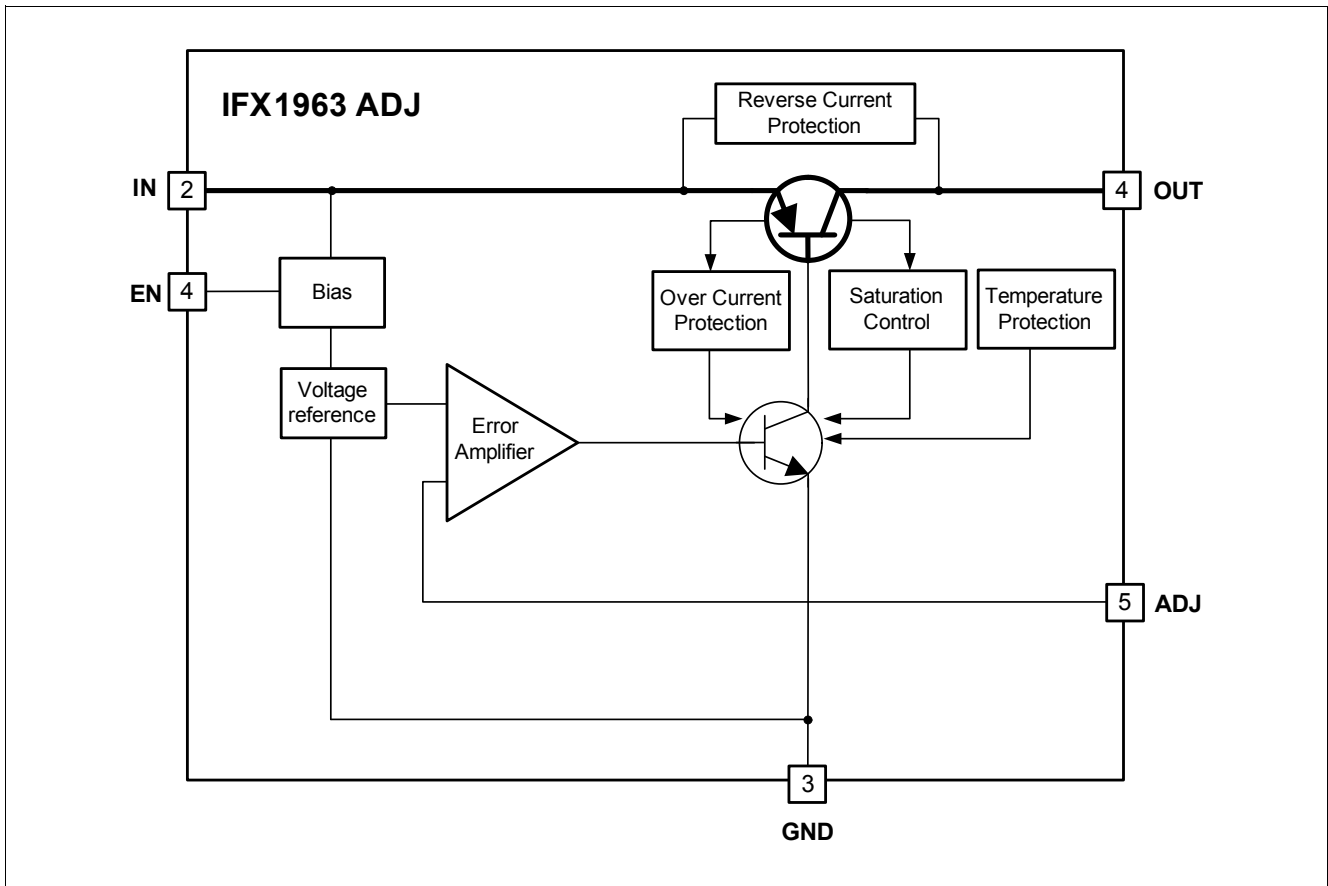 IFX1963 ADJ
Reverse Current
Protection
IN
2
4
OUT
EN
4
Bias
Over Current
Protection
Saturation
Control
Temperature
Protection
Voltage
reference
Error
Amplifier
5
ADJ
3
GND